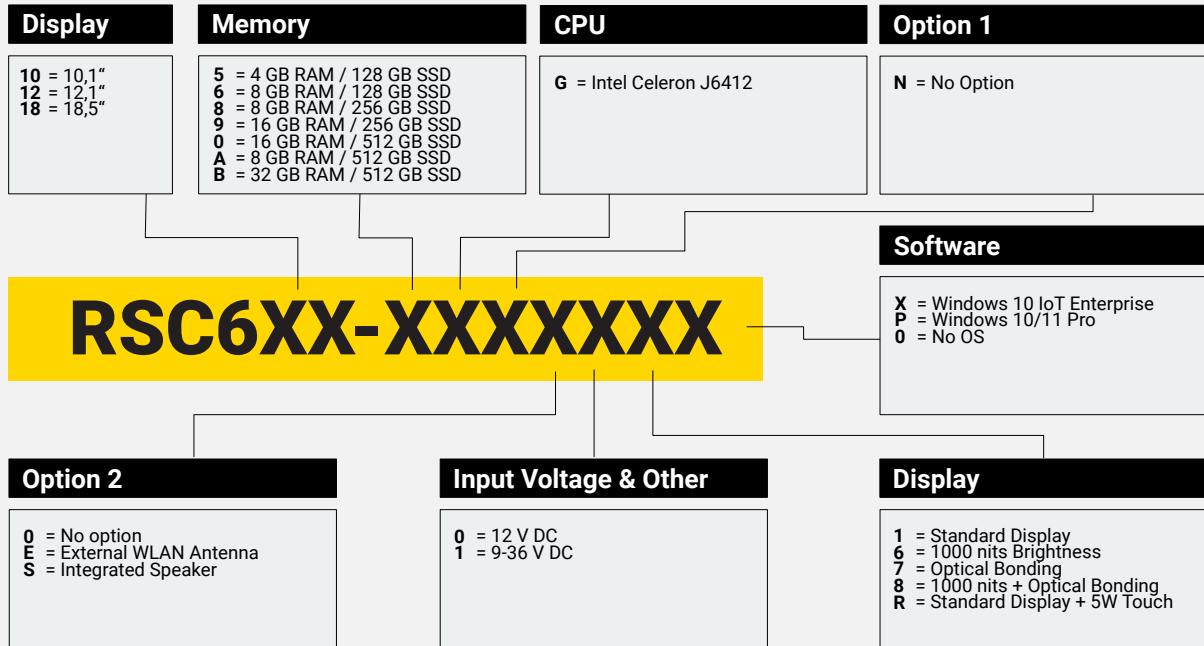 Display
10 = 10,1“
12 = 12,1“
18 = 18,5“
Memory
5 = 4 GB RAM / 128 GB SSD
6 = 8 GB RAM / 128 GB SSD
8 = 8 GB RAM / 256 GB SSD
9 = 16 GB RAM / 256 GB SSD
0 = 16 GB RAM / 512 GB SSD
A = 8 GB RAM / 512 GB SSD
B = 32 GB RAM / 512 GB SSD
CPU
G = Intel Celeron J6412
Option 1
N = No Option
Software
X = Windows 10 IoT Enterprise
P = Windows 10/11 Pro
0 = No OS
RSC6XX-XXXXXXX
Option 2
0 = No option
E = External WLAN Antenna
S = Integrated Speaker
Input Voltage & Other
0 = 12 V DC
1 = 9-36 V DC
Display
1 = Standard Display
6 = 1000 nits Brightness
7 = Optical Bonding
8 = 1000 nits + Optical Bonding
R = Standard Display + 5W Touch